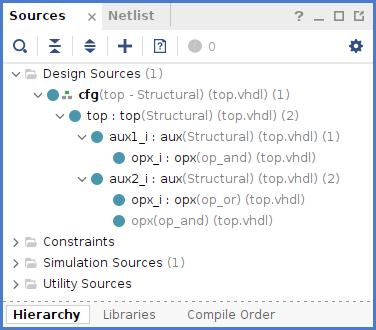 Sources × Netlist ? _ □
0
Design Sources (1)
cfg(top - Structural) (top.vhdl) (1)
top : top(Structural) (top.vhdl) (2)
aux1_i : aux(Structural) (top.vhdl) (1)
opx_i : opx(op_and) (top.vhdl)
aux2_i : aux(Structural) (top.vhdl) (2)
opx_i : opx(op_or) (top.vhdl)
opx(op_and) (top.vhdl)
Constraints
Simulation Sources (1)
Utility Sources
Hierarchy Libraries Compile Order